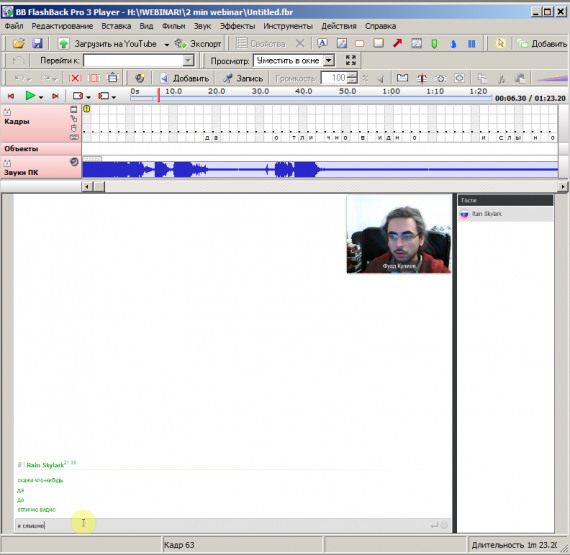 BB FlashBack Pro 3 Player - H:\WEBINAR!\2 min webinar\Untitled.fbr
Файл Редактирование Вставка Вид Фильм Звук Эффекты Инструменты Действия Справка
Загрузить на YouTube Экспорт Свойства Добавить
Перейти к: Просмотр: Уместить в окне
Добавить Запись Громкость: 100 %
0s 10.0 20.0 30.0 40.0 50.0 1:00 1:10 1:20
00:06.30 / 01:23.20
Кадры
д а о т л и ч н о в и д н о и с л ы ш н о
Объекты
Звуки ПК
Гости
Rain Skylark
Фуад Кулиев
Rain Skylark
скажи что-нибудь
да
да
отлично видно
и слышно
Кадр 63
Длительность 1m 23.20